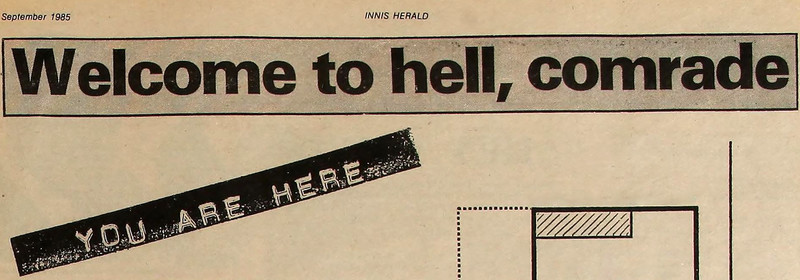 September 1985
INNIS HERALD
Welcome to hell, comrade
YOU ARE HERE